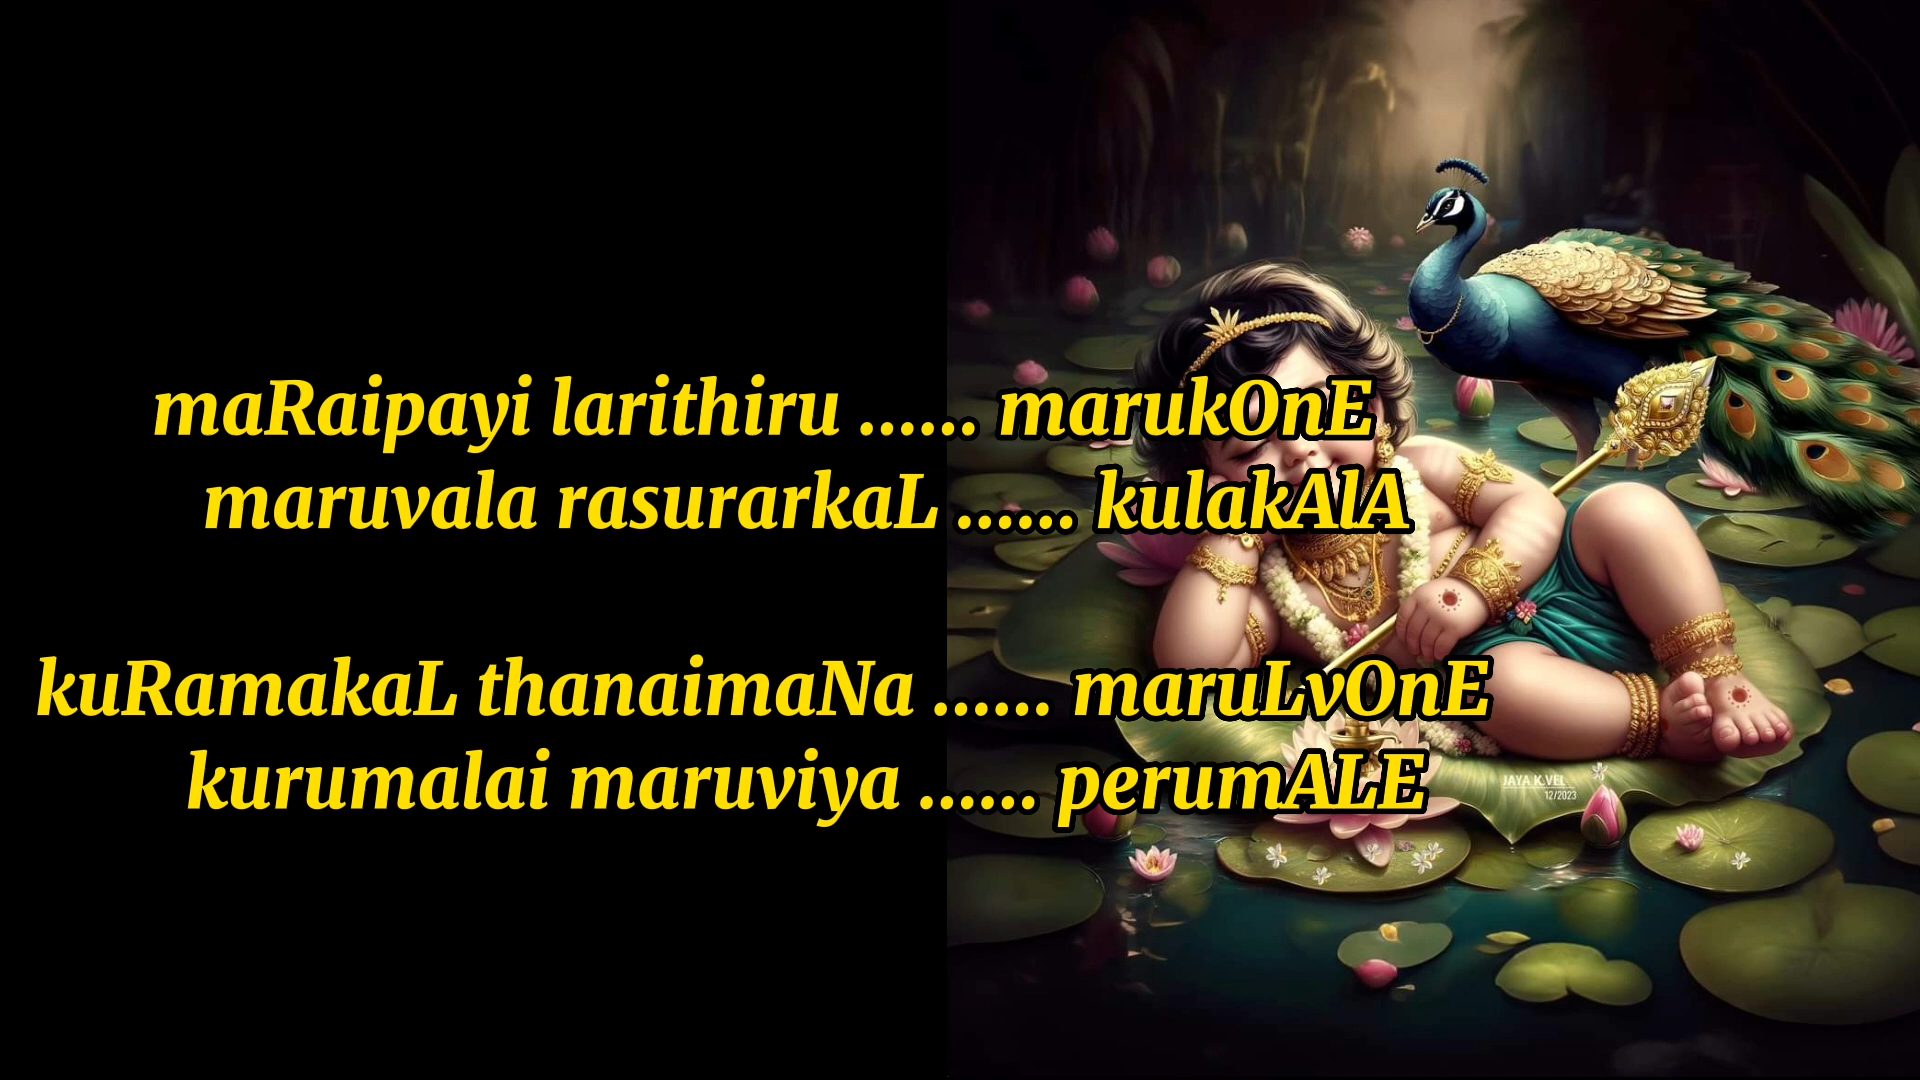 maRaipayi larithiru ...... marukOnE
maruvala rasurarkaL ...... kulakAlA
kuRamakaL thanaimaNa ...... maruLvOnE
kurumalai maruviya ...... perumALE
JAYA K.VEL
12/2023